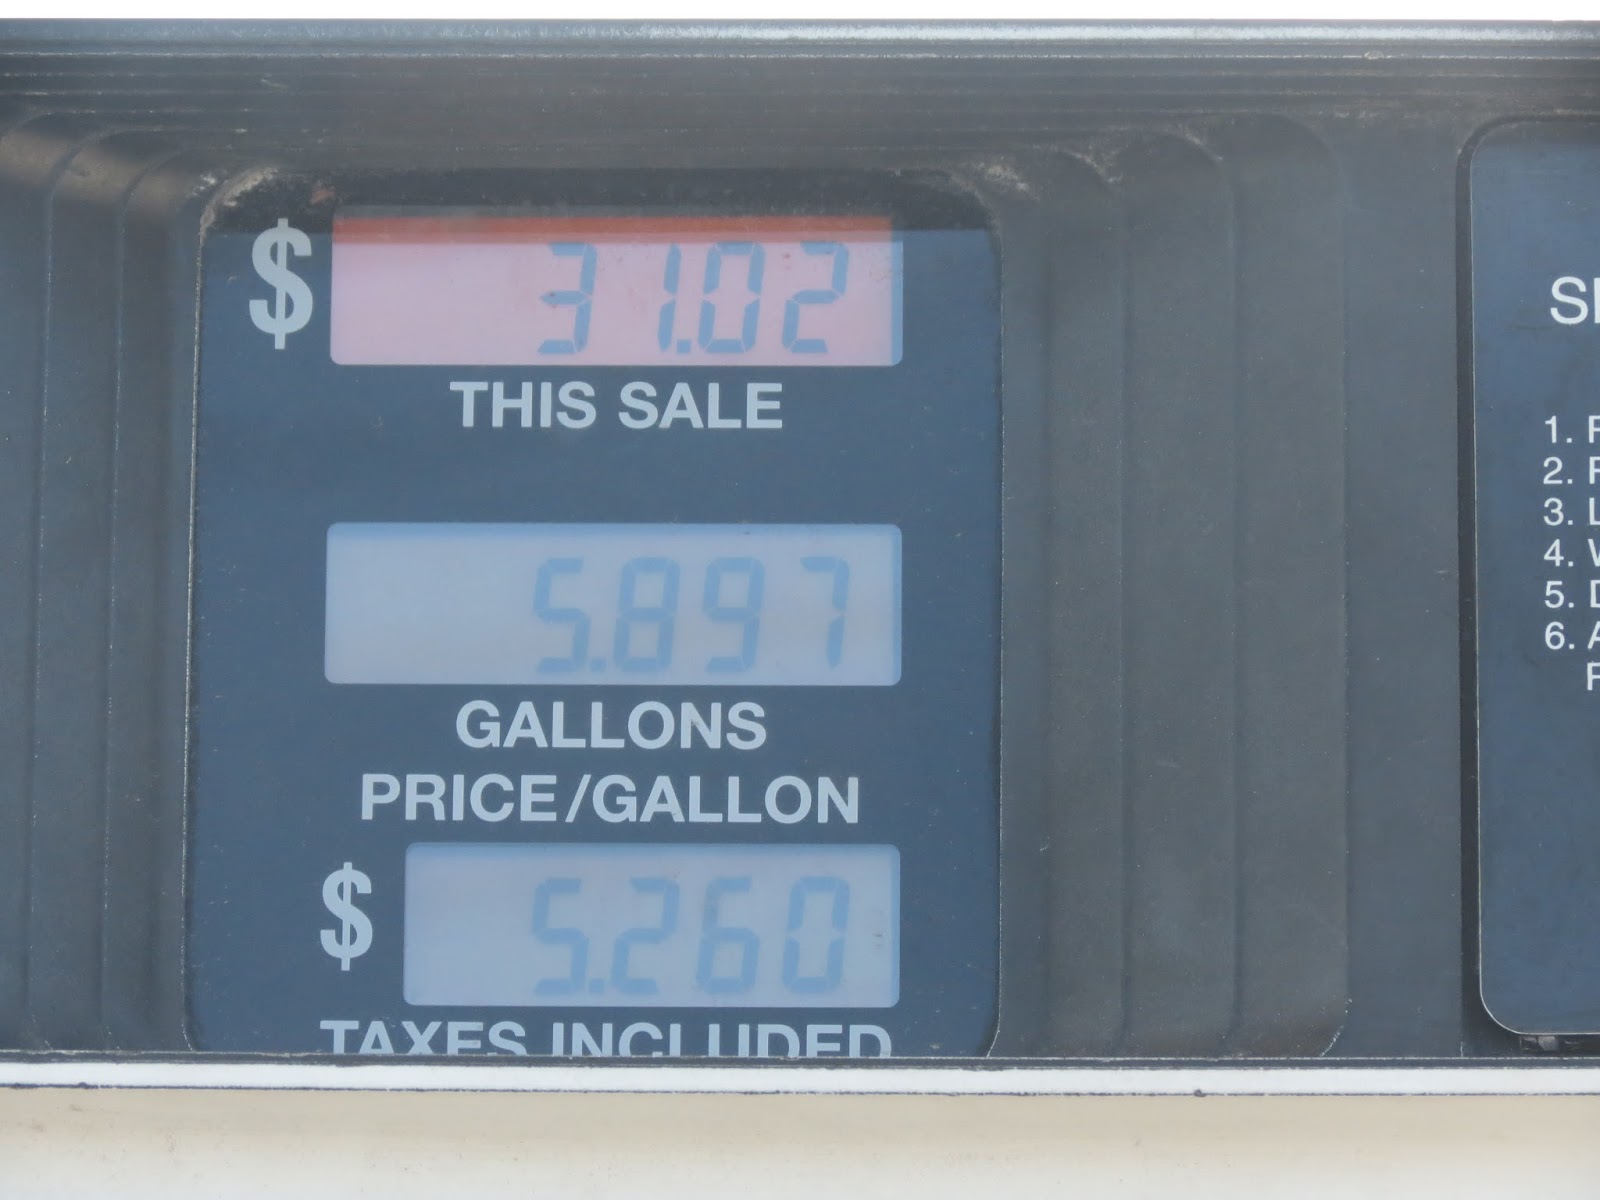 $ 31.02
THIS SALE
5.897
GALLONS
PRICE/GALLON
$ 5.260
TAXES INCLUDED
1.
2.
3.
4.
5.
6.